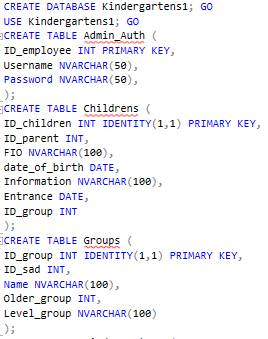 CREATE DATABASE Kindergartens1; GO
USE Kindergartens1; GO
CREATE TABLE Admin_Auth (
ID_employee INT PRIMARY KEY,
Username NVARCHAR(50),
Password NVARCHAR(50),
);
CREATE TABLE Childrens (
ID_children INT IDENTITY(1,1) PRIMARY KEY,
ID_parent INT,
FIO NVARCHAR(100),
date_of_birth DATE,
Information NVARCHAR(100),
Entrance DATE,
ID_group INT
);
CREATE TABLE Groups (
ID_group INT IDENTITY(1,1) PRIMARY KEY,
ID_sad INT,
Name NVARCHAR(100),
Older_group INT,
Level_group NVARCHAR(100)
);